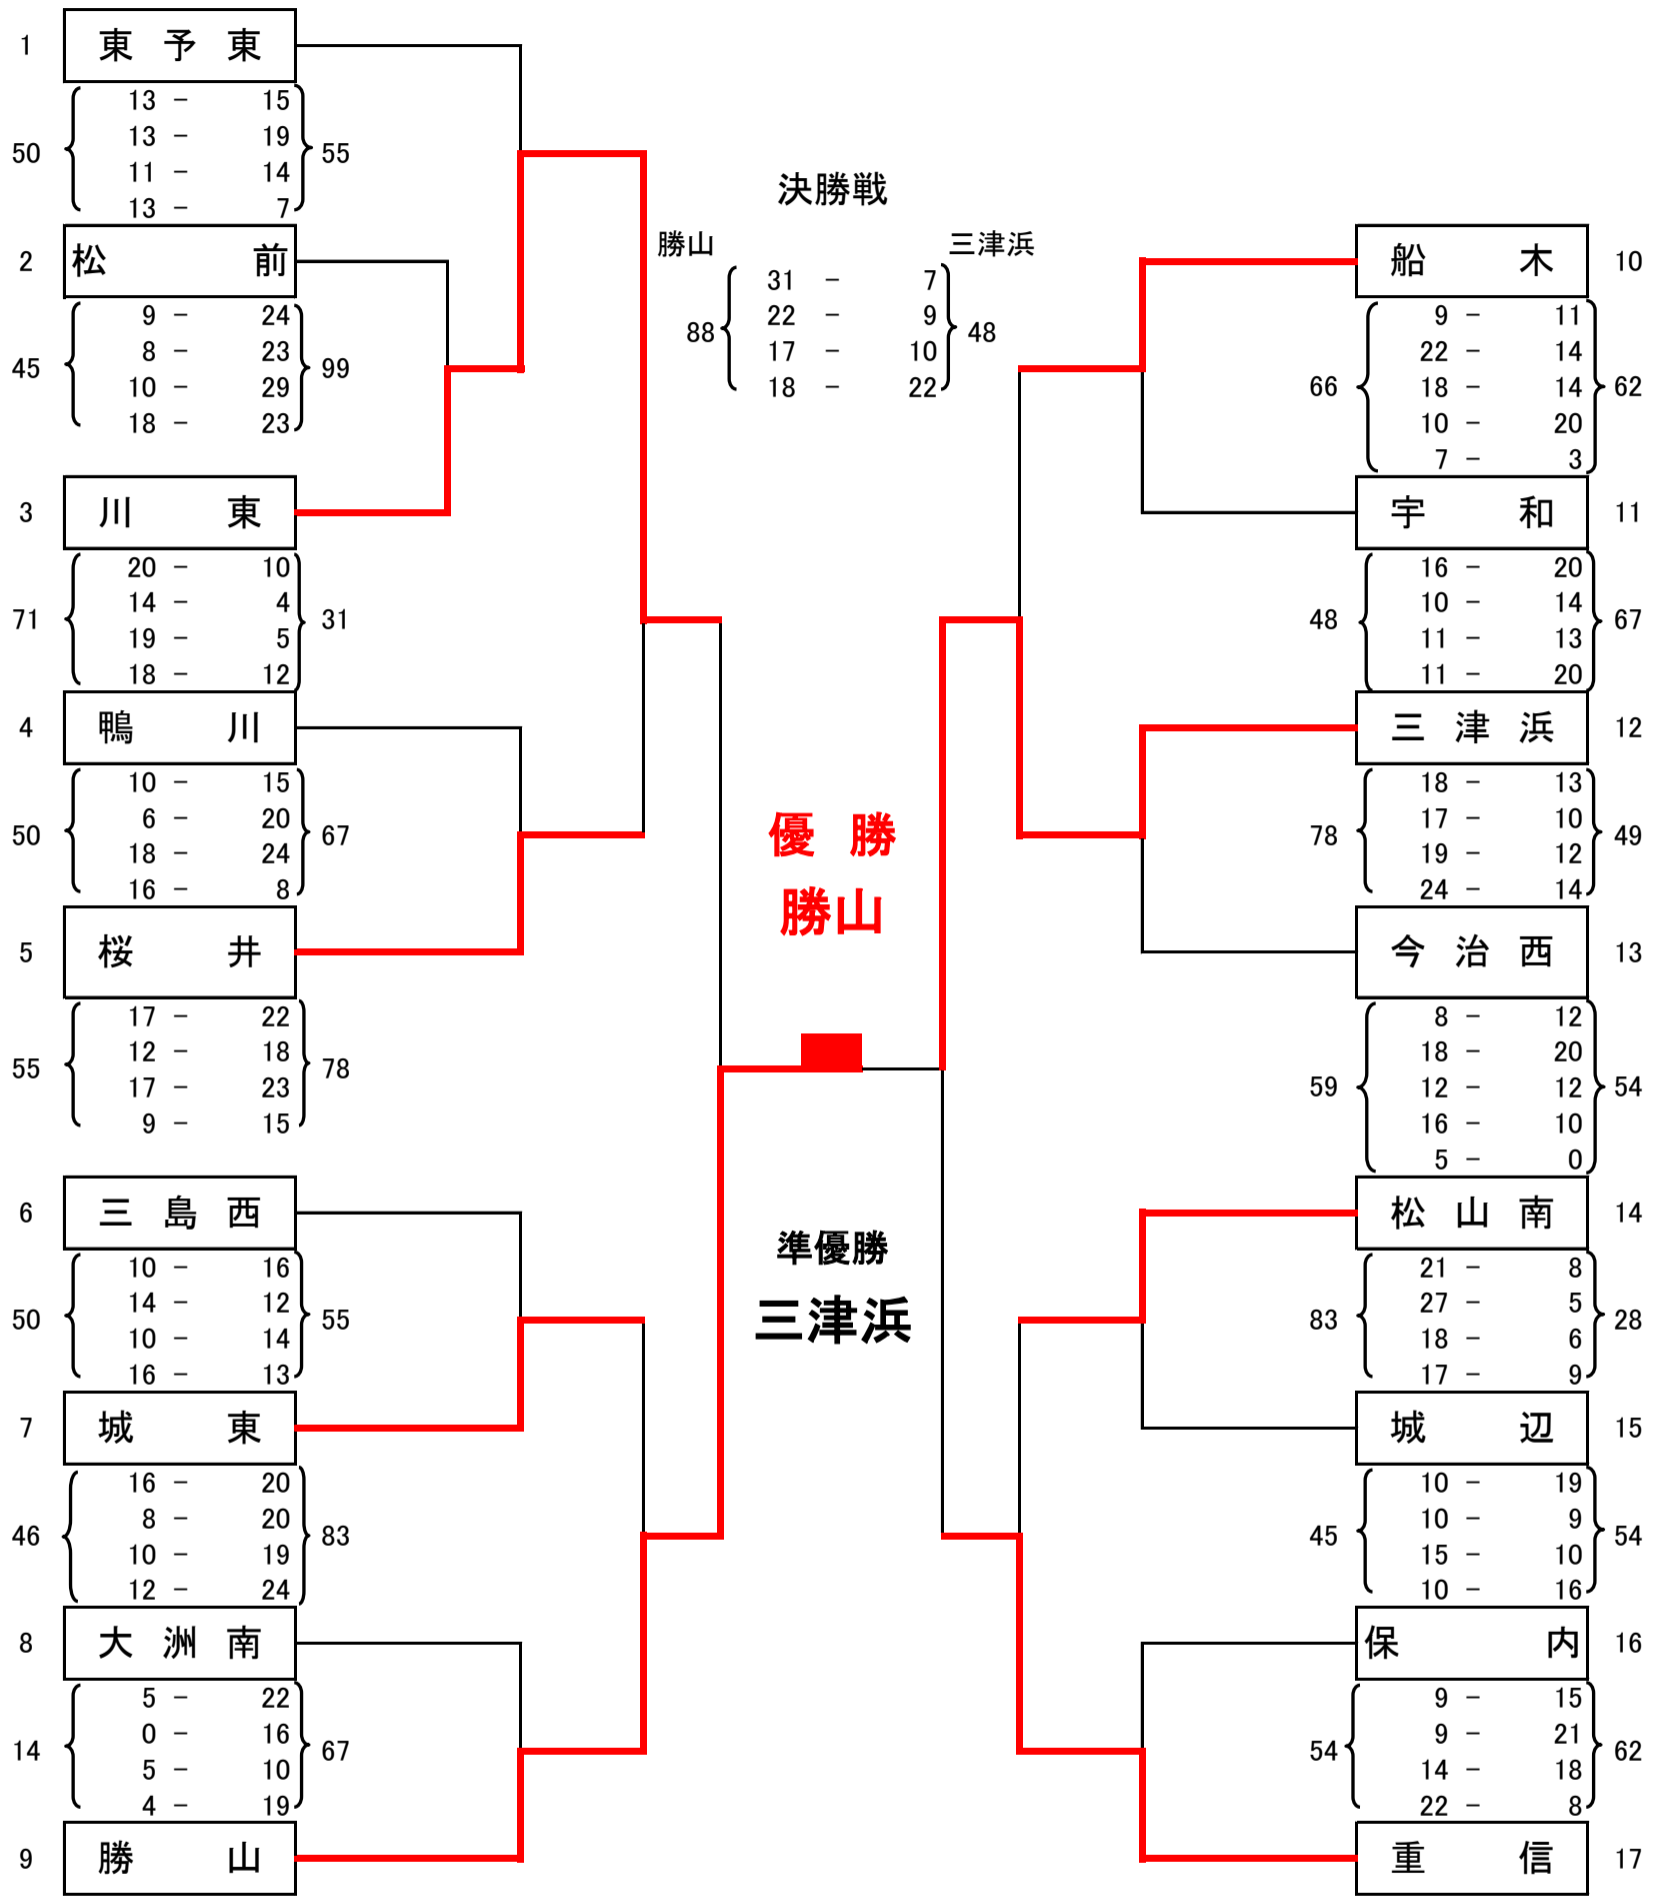 1 東予東
13 - 15
13 - 19
50 11 - 14 55
13 - 7
2 松前
9 - 24
8 - 23
45 10 - 29 99
18 - 23
3 川東
20 - 10
14 - 4
71 19 - 5 31
18 - 12
4 鴨川
10 - 15
6 - 20
50 18 - 24 67
16 - 8
5 桜井
17 - 22
12 - 18
55 17 - 23 78
9 - 15
6 三島西
10 - 16
14 - 12
50 10 - 14 55
16 - 13
7 城東
16 - 20
8 - 20
46 10 - 19 83
12 - 24
8 大洲南
5 - 22
0 - 16
14 5 - 10 67
4 - 19
9 勝山
決勝戦
勝山 三津浜
31 - 7
22 - 9
88 17 - 10 48
18 - 22
優勝
勝山
準優勝
三津浜
船木 10
9 - 11
22 - 14
66 18 - 14 62
10 - 20
7 - 3
宇和 11
16 - 20
10 - 14
48 11 - 13 67
11 - 20
三津浜 12
18 - 13
17 - 10
78 19 - 12 49
24 - 14
今治西 13
8 - 12
18 - 20
59 12 - 12 54
16 - 10
5 - 0
松山南 14
21 - 8
27 - 5
83 18 - 6 28
17 - 9
城辺 15
10 - 19
10 - 9
45 15 - 10 54
10 - 16
保内 16
9 - 15
9 - 21
54 14 - 18 62
22 - 8
重信 17